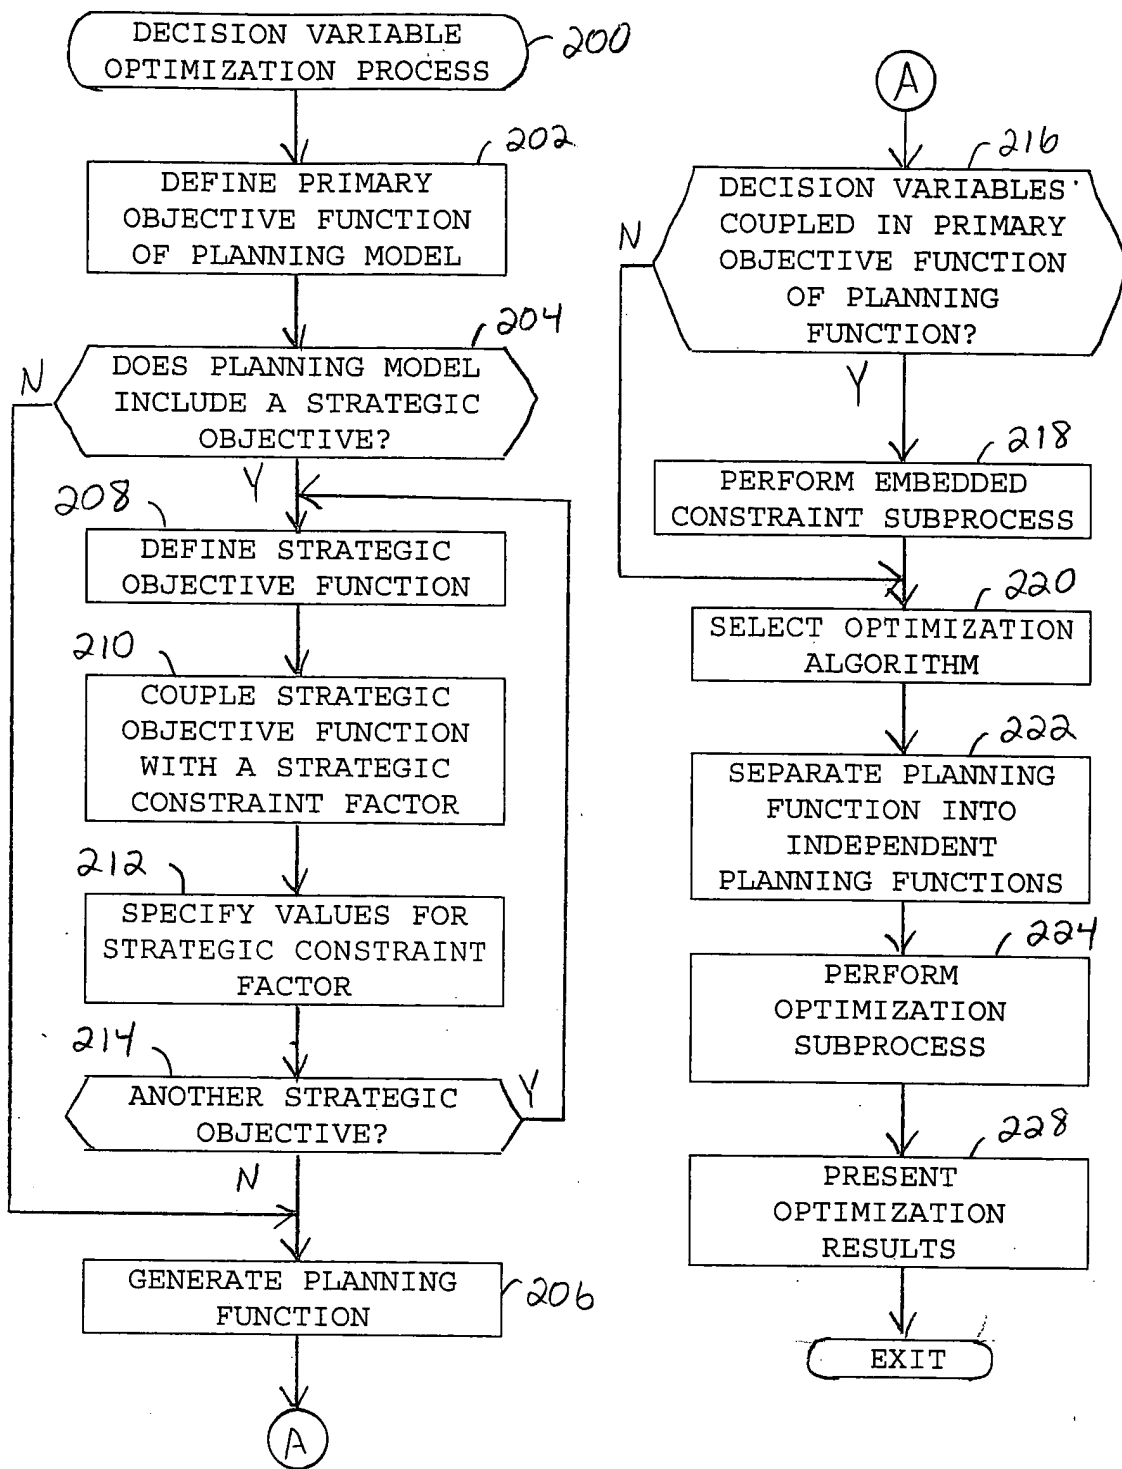 DECISION VARIABLE
OPTIMIZATION PROCESS
200
202
DEFINE PRIMARY
OBJECTIVE FUNCTION
OF PLANNING MODEL
204
N
DOES PLANNING MODEL
INCLUDE A STRATEGIC
OBJECTIVE?
Y
208
DEFINE STRATEGIC
OBJECTIVE FUNCTION
210
COUPLE STRATEGIC
OBJECTIVE FUNCTION
WITH A STRATEGIC
CONSTRAINT FACTOR
212
SPECIFY VALUES FOR
STRATEGIC CONSTRAINT
FACTOR
214
ANOTHER STRATEGIC
OBJECTIVE?
Y
N
GENERATE PLANNING
FUNCTION
206
A
A
216
DECISION VARIABLES
COUPLED IN PRIMARY
OBJECTIVE FUNCTION
OF PLANNING
FUNCTION?
N
Y
218
PERFORM EMBEDDED
CONSTRAINT SUBPROCESS
220
SELECT OPTIMIZATION
ALGORITHM
222
SEPARATE PLANNING
FUNCTION INTO
INDEPENDENT
PLANNING FUNCTIONS
224
PERFORM
OPTIMIZATION
SUBPROCESS
228
PRESENT
OPTIMIZATION
RESULTS
EXIT